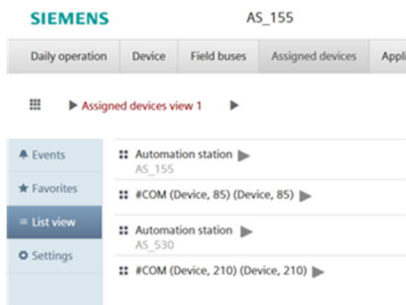 SIEMENS
AS_155
Daily operation Device Field buses Assigned devices
Assigned devices view 1
Events
Favorites
List view
Settings
Automation station
AS_155
#COM (Device, 85) (Device, 85)
Automation station
AS_530
#COM (Device, 210) (Device, 210)